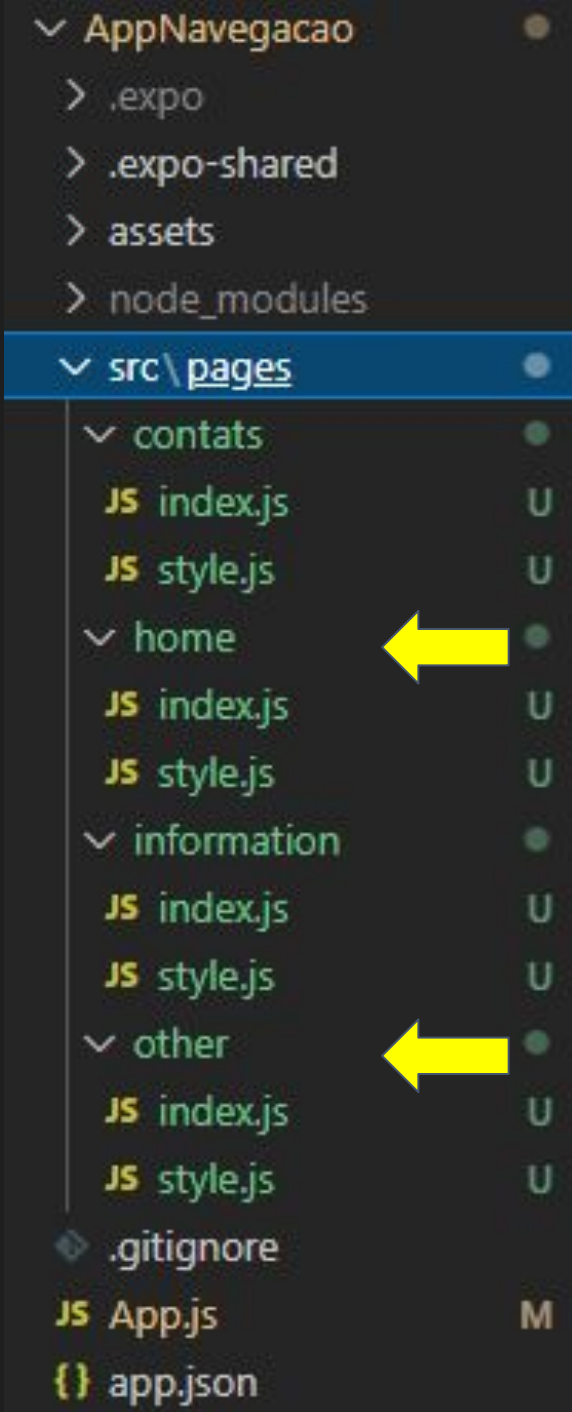 AppNavegacao
.expo
.expo-shared
assets
node_modules
src\pages
contats
JS index.js U
JS style.js U
home
JS index.js U
JS style.js U
information
JS index.js U
JS style.js U
other
JS index.js U
JS style.js U
.gitignore
JS App.js M
{} app.json